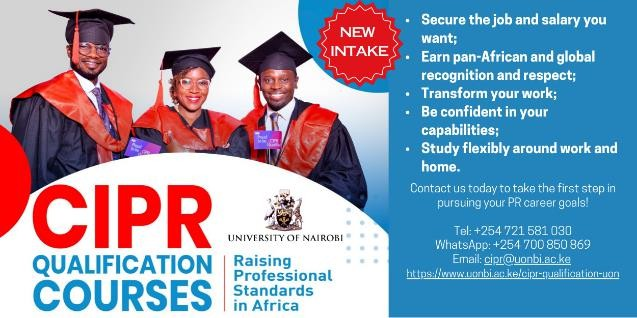 NEW
INTAKE
• Secure the job and salary you
want;
• Earn pan-African and global
recognition and respect;
• Transform your work;
• Be confident in your
capabilities;
• Study flexibly around work and
home.
Contact us today to take the first step in
pursuing your PR career goals!
Tel: +254 721 581 030
WhatsApp: +254 700 850 869
Email: cipr@uonbi.ac.ke
https://www.uonbi.ac.ke/cipr-qualification-uon
CIPR
QUALIFICATION
COURSES
UNIVERSITY OF NAIROBI
Raising
Professional
Standards
in Africa